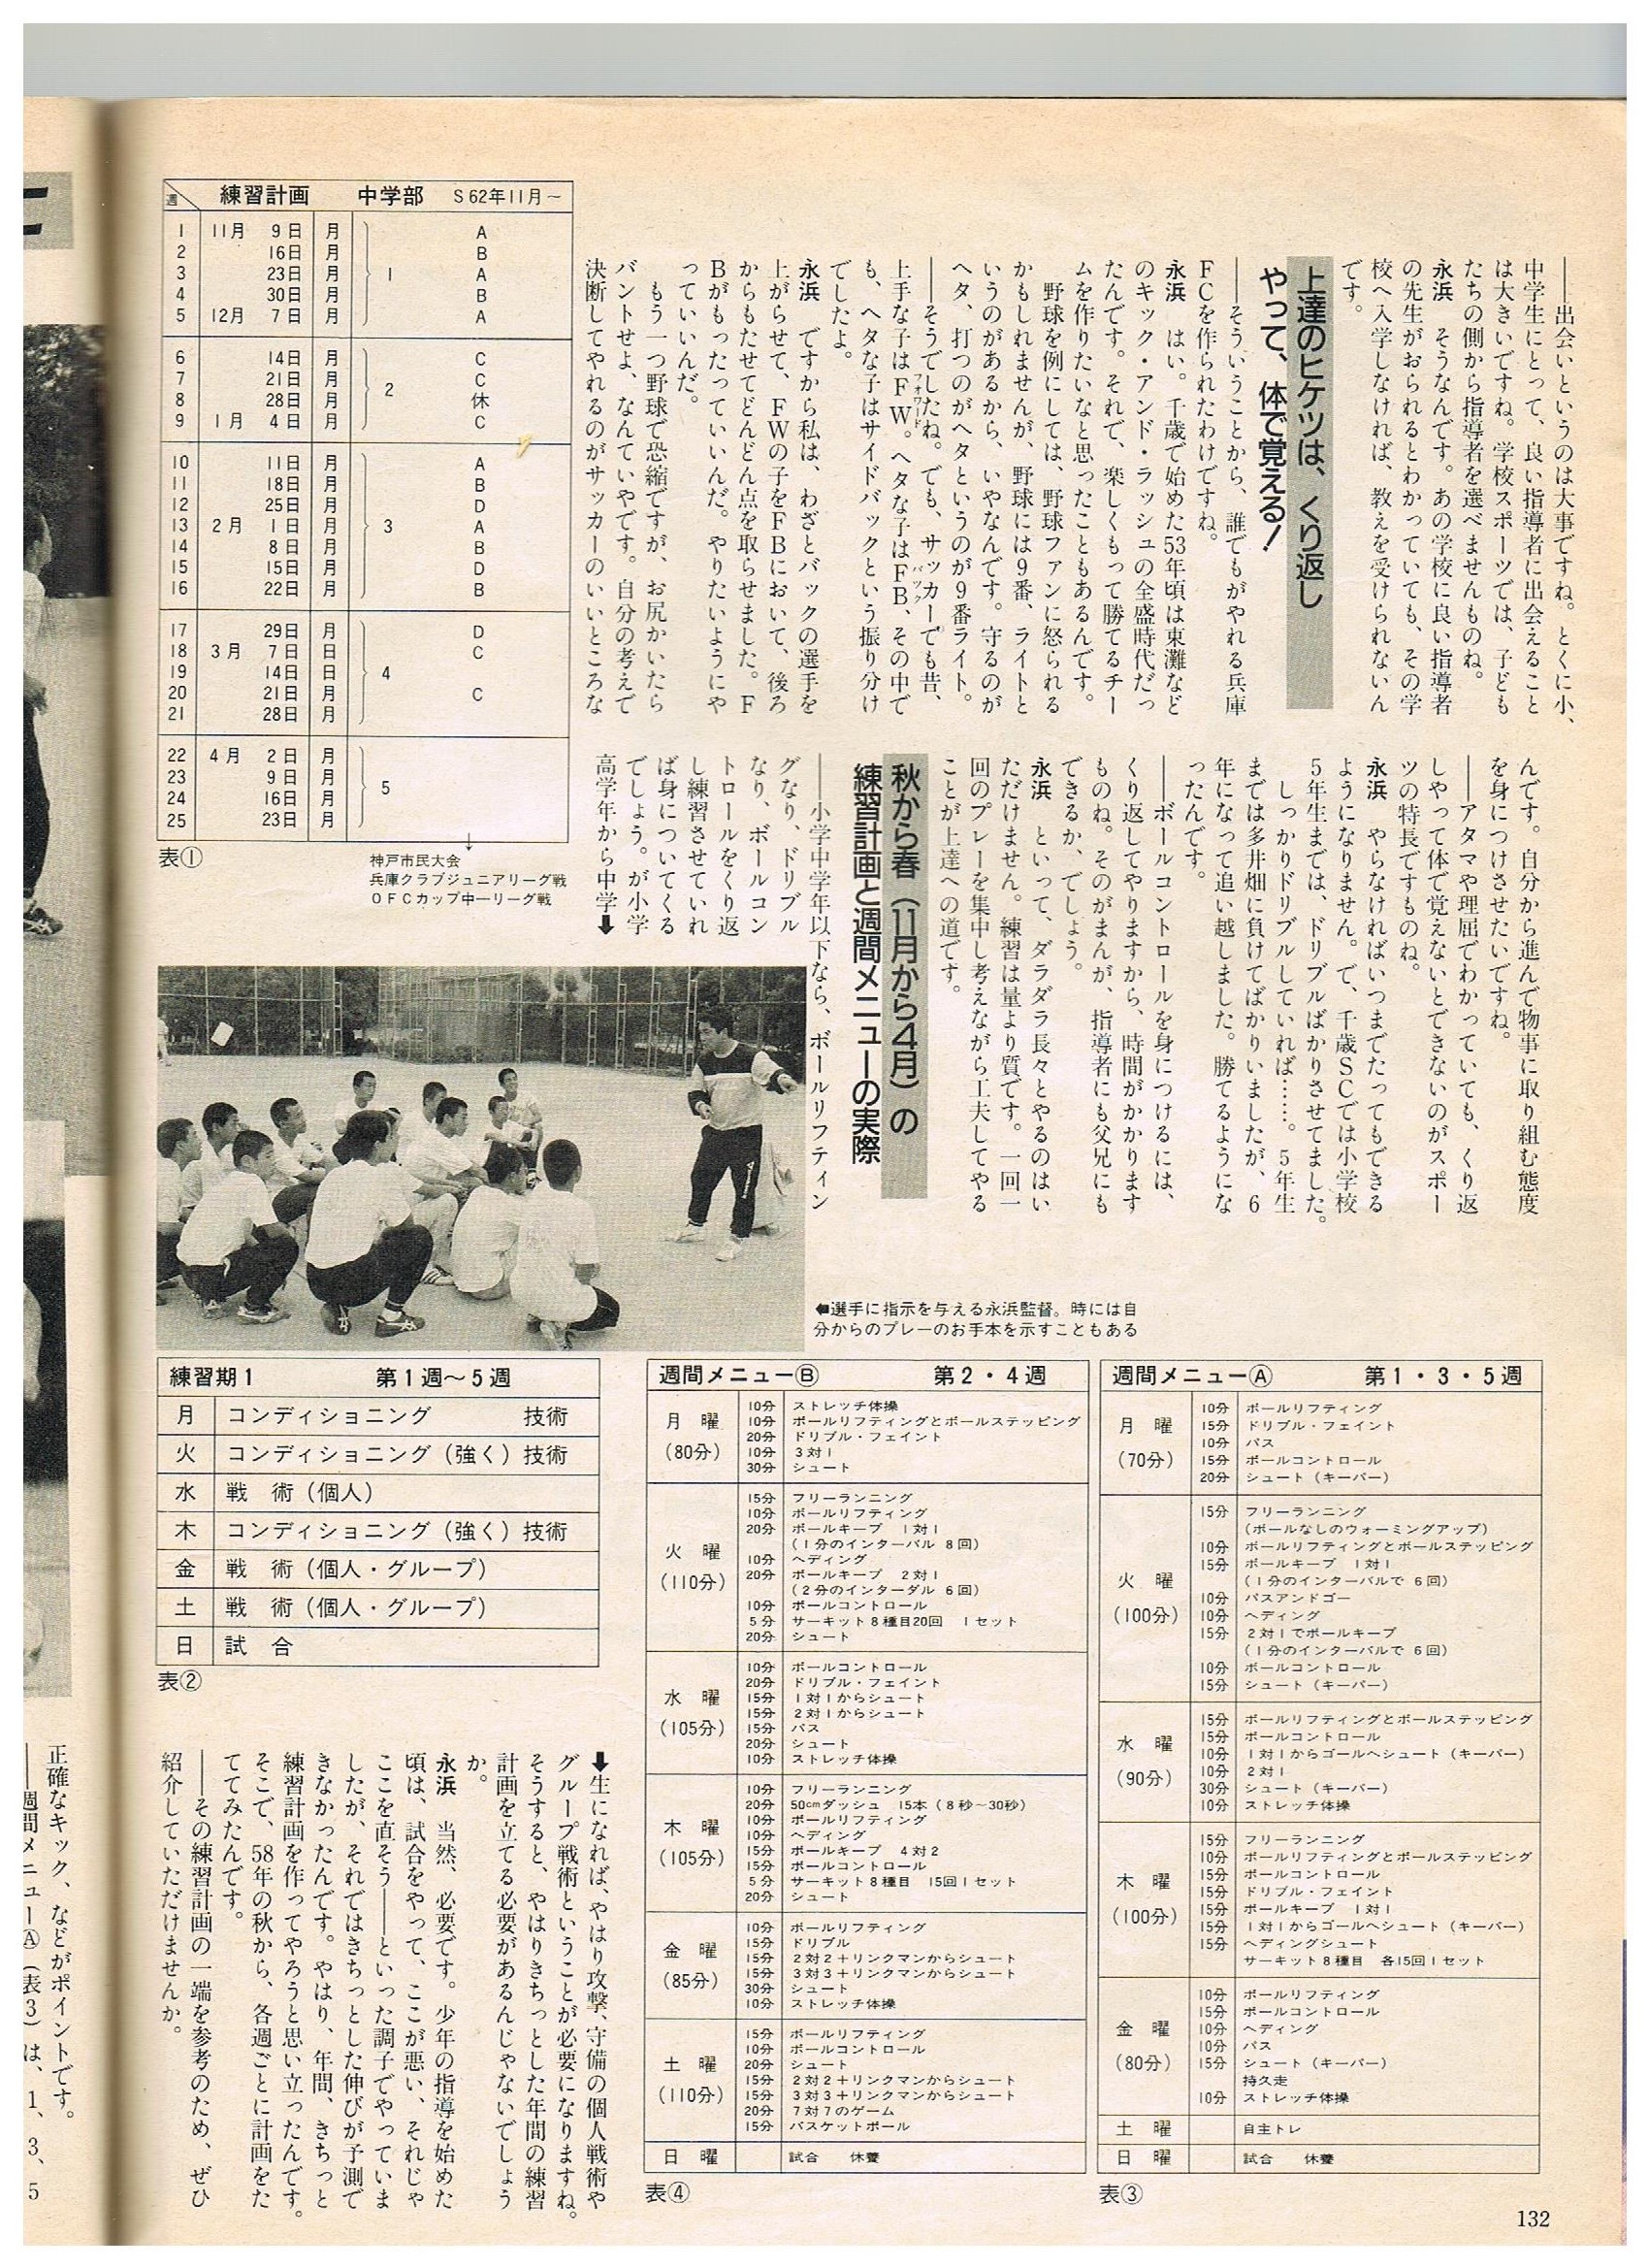 ――出会いというのは大事ですね。とくに小、
中学生にとって、良い指導者に出会えること
は大きいですね。学校スポーツでは、子ども
たちの側から指導者を選べませんものね。
永浜　そうなんです。あの学校に良い指導者
の先生がおられるとわかっていても、その学
校へ入学しなければ、教えを受けられないん
です。
上達のヒケツは、くり返し
やって、体で覚える！
――そういうことから、誰でもがやれる兵庫
FCを作られたわけですね。
永浜　はい。千歳で始めた53年頃は東灘など
のキック・アンド・ラッシュの全盛時代だっ
たんです。それで、楽しくもって勝てるチー
ムを作りたいなと思ったこともあるんです。
野球を例にしては、野球ファンに怒られる
かもしれませんが、野球には9番、ライトと
いうのがあるから、いやなんです。守るのが
ヘタ、打つのがヘタというのが9番ライト。
――そうでしたね。でも、サッカーでも昔、
上手な子はFW。ヘタな子はFB、その中で
フォワード
バック
も、ヘタな子はサイドバックという振り分け
でしたよ。
永浜　ですから私は、わざとバックの選手を
上がらせて、FWの子をFBにおいて、後ろ
からもたせてどんどん点を取らせました。F
Bがもったっていいんだ。やりたいようにや
っていいんだ。
もう一つ野球で恐縮ですが、お尻かいたら
バントせよ、なんていやです。自分の考えで
決断してやれるのがサッカーのいいところな
んです。自分から進んで物事に取り組む態度
を身につけさせたいですね。
――アタマや理屈でわかっていても、くり返
しやって体で覚えないとできないのがスポー
ツの特長ですものね。
永浜　やらなければいつまでたってもできる
ようになりません。で、千歳SCでは小学校
5年生までは、ドリブルばかりさせてました。
しっかりドリブルしていれば……。5年生
までは多井畑に負けてばかりいましたが、6
年になって追い越しました。勝てるようにな
ったんです。
――ボールコントロールを身につけるには、
くり返してやりますから、時間がかかります
ものね。そのがまんが、指導者にも父兄にも
できるか、でしょう。
永浜　といって、ダラダラ長々とやるのはい
ただけません。練習は量より質です。一回一
回のプレーを集中し考えながら工夫してやる
ことが上達への道です。
秋から春（11月から4月）の
練習計画と週間メニューの実際
――小学中学年以下なら、ボールリフティン
グなり、ドリブル
なり、ボールコン
トロールをくり返
し練習させていれ
ば身についてくる
でしょう。が小学
高学年から中学➡
週　練習計画　中学部　S62年11月～
1　11月　9日　月　A
2　16日　月　B
3　23日　月　1　A
4　30日　月　B
5　12月　7日　月　A
6　14日　月　C
7　21日　月　2　C
8　28日　月　休
9　1月　4日　月　C
10　11日　月　A
11　18日　月　B
12　25日　月　D
13　2月　1日　月　3　A
14　8日　月　B
15　15日　月　D
16　22日　月　B
17　29日　月　D
18　3月　7日　日　C
19　14日　日　4
20　21日　月　C
21　28日　月
22　4月　2日　月
23　9日　月　5
24　16日　月
25　23日　月
表①
神戸市民大会
兵庫クラブジュニアリーグ戦
OFCカップ中一リーグ戦
⬅選手に指示を与える永浜監督。時には自
分からのプレーのお手本を示すこともある
練習期1　第1週～5週
月　コンディショニング　技術
火　コンディショニング（強く）技術
水　戦　術（個人）
木　コンディショニング（強く）技術
金　戦　術（個人・グループ）
土　戦　術（個人・グループ）
日　試　合
表②
週間メニューⒷ　第2・4週
月　曜
（80分）
10分　ストレッチ体操
10分　ボールリフティングとボールステッピング
20分　ドリブル・フェイント
10分　3対1
30分　シュート
火　曜
（110分）
15分　フリーランニング
10分　ボールリフティング
20分　ボールキープ　1対1
（1分のインターバル 8回）
10分　ヘディング
20分　ボールキープ　2対1
（2分のインターダル 6回）
10分　ボールコントロール
5分　サーキット8種目20回　1セット
20分　シュート
水　曜
（105分）
10分　ボールコントロール
20分　ドリブル・フェイント
15分　1対1からシュート
15分　2対1からシュート
15分　パス
20分　シュート
10分　ストレッチ体操
木　曜
（105分）
10分　フリーランニング
20分　50cmダッシュ　15本（8秒～30秒）
10分　ボールリフティング
10分　ヘディング
15分　ボールキープ　4対2
15分　ボールコントロール
5分　サーキット8種目　15回1セット
20分　シュート
金　曜
（85分）
10分　ボールリフティング
15分　ドリブル
15分　2対2＋リンクマンからシュート
15分　3対3＋リンクマンからシュート
30分　シュート
10分　ストレッチ体操
土　曜
（110分）
15分　ボールリフティング
10分　ボールコントロール
20分　シュート
15分　2対2＋リンクマンからシュート
15分　3対3＋リンクマンからシュート
20分　7対7のゲーム
15分　バスケットボール
日　曜　試合　休養
表④
週間メニューⒶ　第1・3・5週
月　曜
（70分）
10分　ボールリフティング
15分　ドリブル・フェイント
10分　パス
15分　ボールコントロール
20分　シュート（キーパー）
火　曜
（100分）
15分　フリーランニング
（ボールなしのウォーミングアップ）
10分　ボールリフティングとボールステッピング
15分　ボールキープ　1対1
（1分のインターバルで 6回）
10分　パスアンドゴー
10分　ヘディング
15分　2対1でボールキープ
（1分のインターバルで 6回）
10分　ボールコントロール
15分　シュート（キーパー）
水　曜
（90分）
15分　ボールリフティングとボールステッピング
15分　ボールコントロール
10分　1対1からゴールへシュート（キーパー）
10分　2対1
30分　シュート（キーパー）
10分　ストレッチ体操
木　曜
（100分）
15分　フリーランニング
10分　ボールリフティングとボールステッピング
15分　ボールコントロール
15分　ドリブル・フェイント
15分　ボールキープ　1対1
15分　1対1からゴールへシュート（キーパー）
15分　ヘディングシュート
サーキット8種目　各15回1セット
金　曜
（80分）
10分　ボールリフティング
15分　ボールコントロール
10分　ヘディング
10分　パス
15分　シュート（キーパー）
持久走
10分　ストレッチ体操
土　曜　自主トレ
日　曜　試合　休養
表③
➡生になれば、やはり攻撃、守備の個人戦術や
グループ戦術ということが必要になりますね。
そうすると、やはりきちっとした年間の練習
計画を立てる必要があるんじゃないでしょう
か。
永浜　当然、必要です。少年の指導を始めた
頃は、試合をやって、ここが悪い、それじゃ
ここを直そう――といった調子でやっていま
したが、それではきちっとした伸びが予測で
きなかったんです。やはり、年間、きちっと
練習計画を作ってやろうと思い立ったんです。
そこで、58年の秋から、各週ごとに計画をた
ててみたんです。
――その練習計画の一端を参考のため、ぜひ
紹介していただけませんか。
正確なキック、などがポイントです。
――週間メニューⒶ（表3）は、1、3、5
132